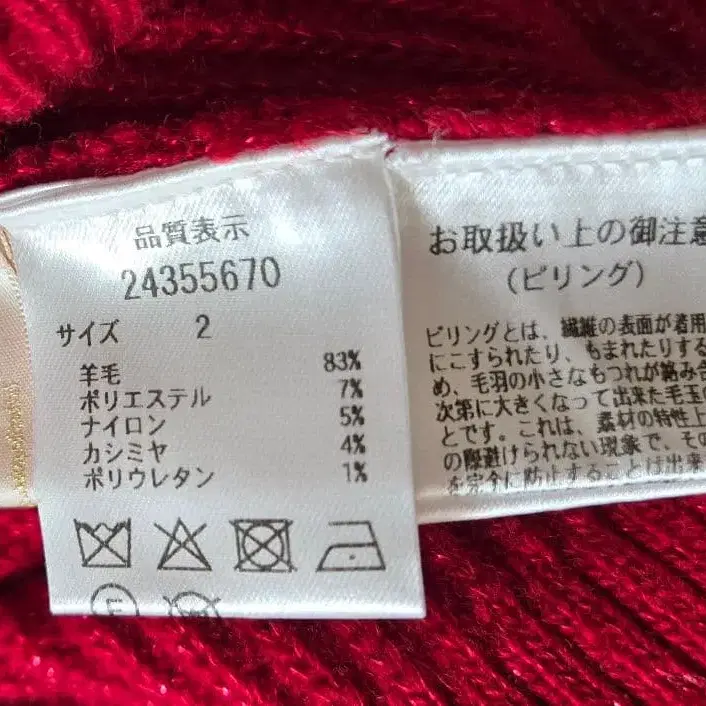 品質表示
24355670
サイズ 2
羊毛 83%
ポリエステル 7%
ナイロン 5%
カシミヤ 4%
ポリウレタン 1%
お取扱い上の御注意
(ピリング)
ピリングとは、繊維の表面が着用
にこすられたり、もまれたりする
め、毛羽の小さなもつれが絡み合
次第に大きくなって出来た毛玉の
とです。これは、素材の特性上
の際避けられない現象で、その
を完全に防止することは出来